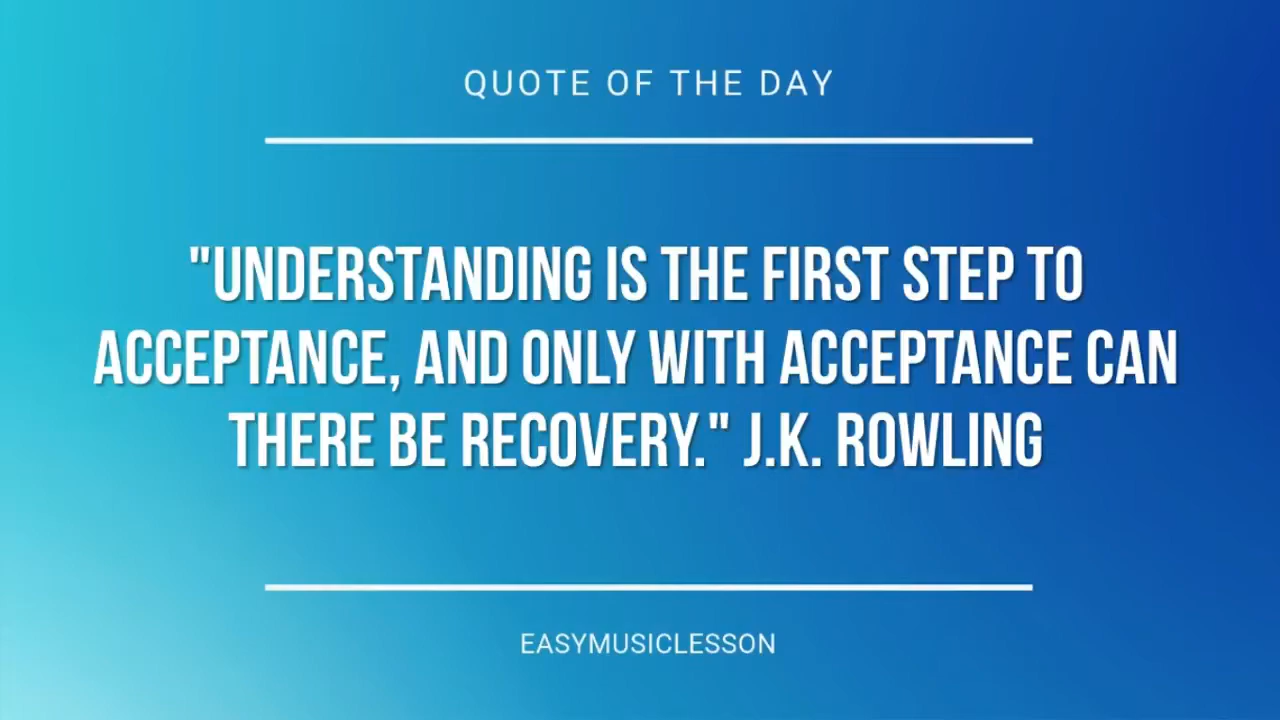 QUOTE OF THE DAY
"UNDERSTANDING IS THE FIRST STEP TO
ACCEPTANCE, AND ONLY WITH ACCEPTANCE CAN
THERE BE RECOVERY." J.K. ROWLING
EASYMUSICLESSON